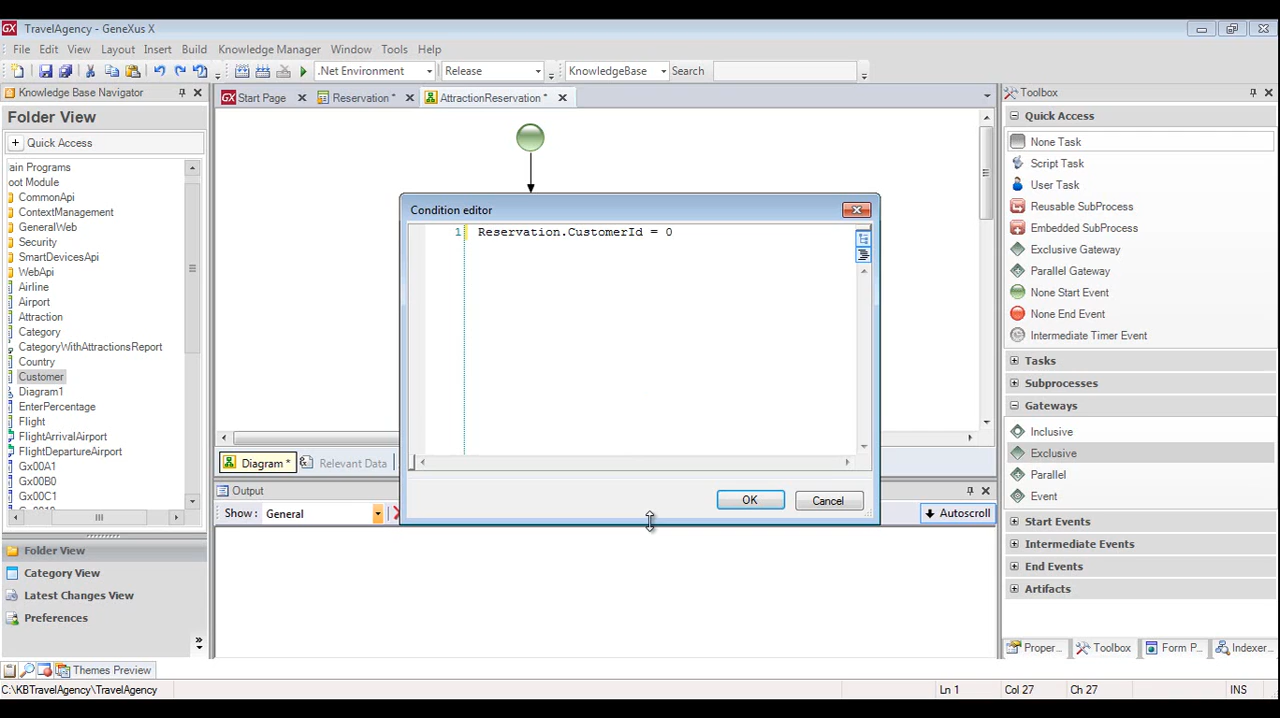 GX TravelAgency - GeneXus X
File Edit View Layout Insert Build Knowledge Manager Window Tools Help
.Net Environment Release KnowledgeBase Search
Knowledge Base Navigator
Folder View
Quick Access
ain Programs
oot Module
CommonApi
ContextManagement
GeneralWeb
Security
SmartDevicesApi
WebApi
Airline
Airport
Attraction
Category
CategoryWithAttractionsReport
Country
Customer
Diagram1
EnterPercentage
Flight
FlightArrivalAirport
FlightDepartureAirport
Gx00A1
Gx00B0
Gx00C1
Folder View
Category View
Latest Changes View
Preferences
GX Start Page Reservation * AttractionReservation *
Condition editor
1 Reservation.CustomerId = 0
OK Cancel
Diagram * Relevant Data
Output
Show: General Autoscroll
Toolbox
Quick Access
None Task
Script Task
User Task
Reusable SubProcess
Embedded SubProcess
Exclusive Gateway
Parallel Gateway
None Start Event
None End Event
Intermediate Timer Event
Tasks
Subprocesses
Gateways
Inclusive
Exclusive
Parallel
Event
Start Events
Intermediate Events
End Events
Artifacts
Proper... Toolbox Form P... Indexer...
Themes Preview
C:\KBTravelAgency\TravelAgency Ln 1 Col 27 Ch 27 INS